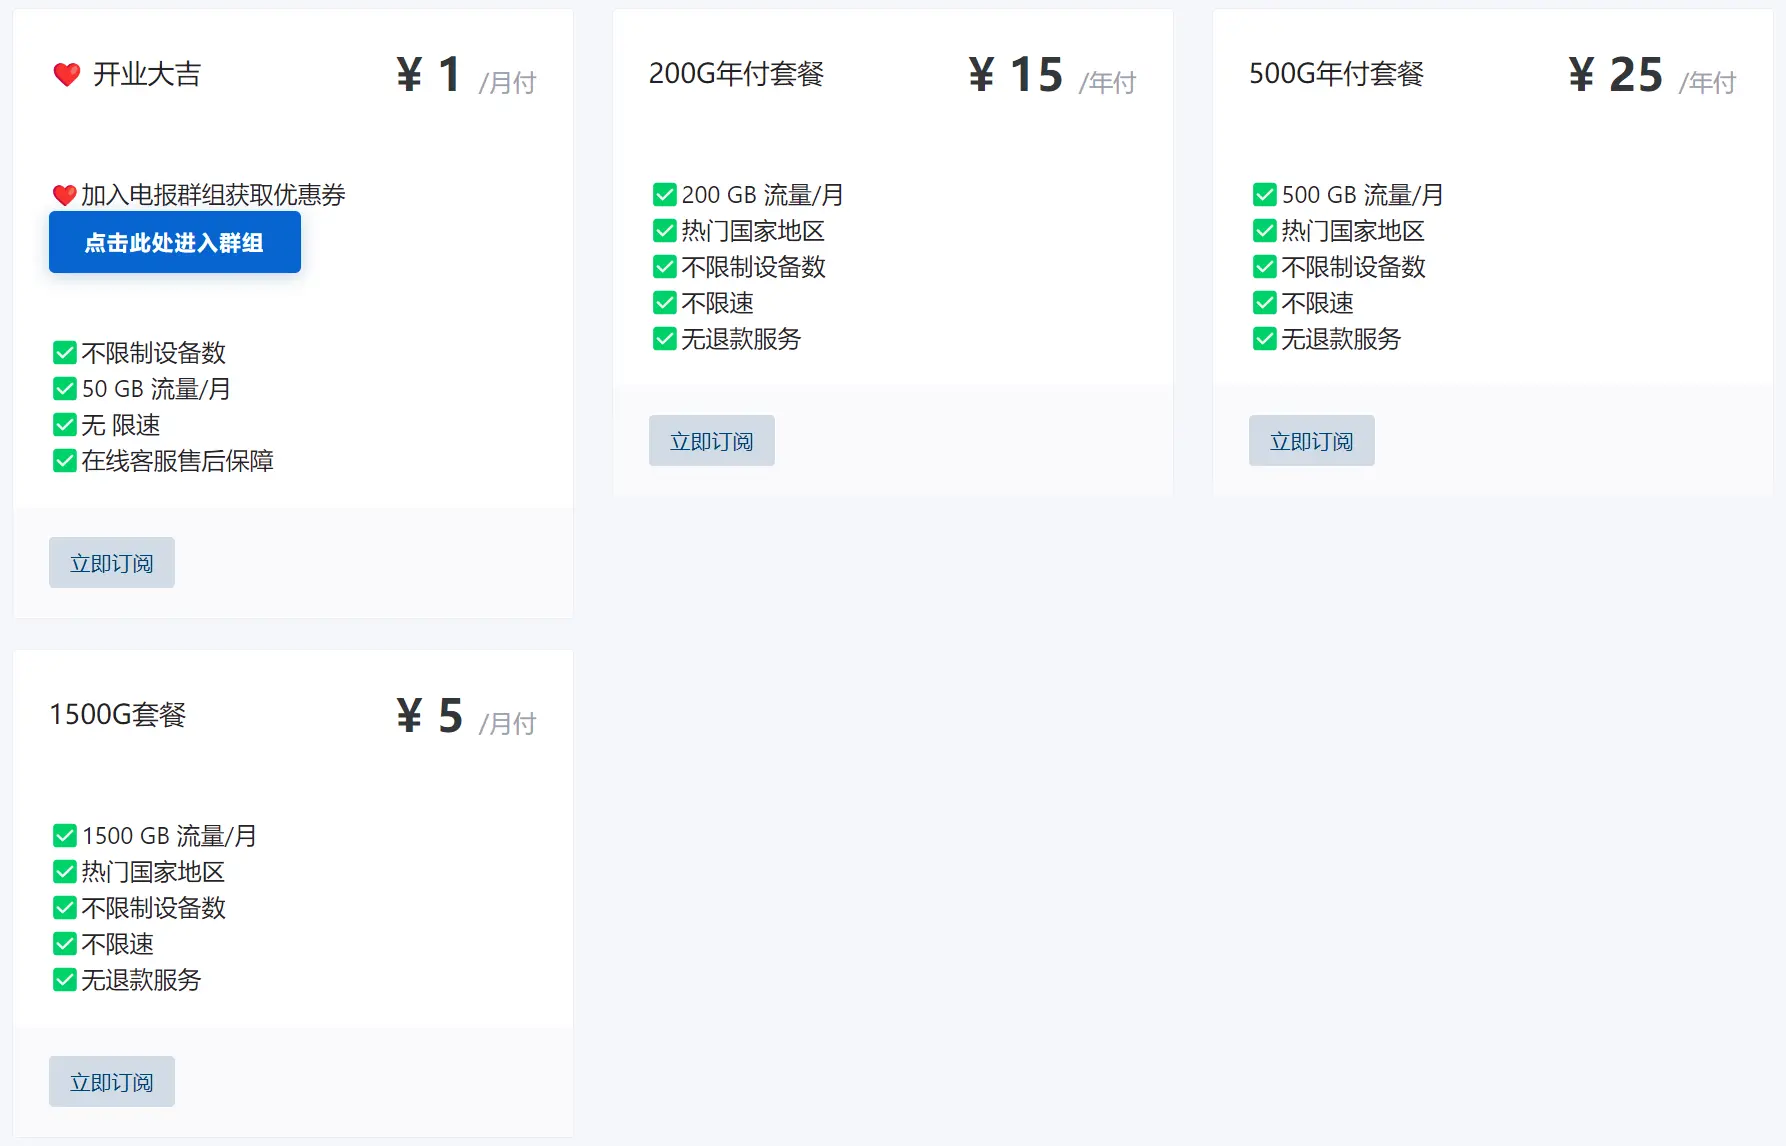 ❤️ 开业大吉
¥ 1 /月付
❤️加入电报群组获取优惠券
点击此处进入群组
✅不限制设备数
✅50 GB 流量/月
✅无 限速
✅在线客服售后保障
立即订阅
200G年付套餐
¥ 15 /年付
✅200 GB 流量/月
✅热门国家地区
✅不限制设备数
✅不限速
✅无退款服务
立即订阅
500G年付套餐
¥ 25 /年付
✅500 GB 流量/月
✅热门国家地区
✅不限制设备数
✅不限速
✅无退款服务
立即订阅
1500G套餐
¥ 5 /月付
✅1500 GB 流量/月
✅热门国家地区
✅不限制设备数
✅不限速
✅无退款服务
立即订阅